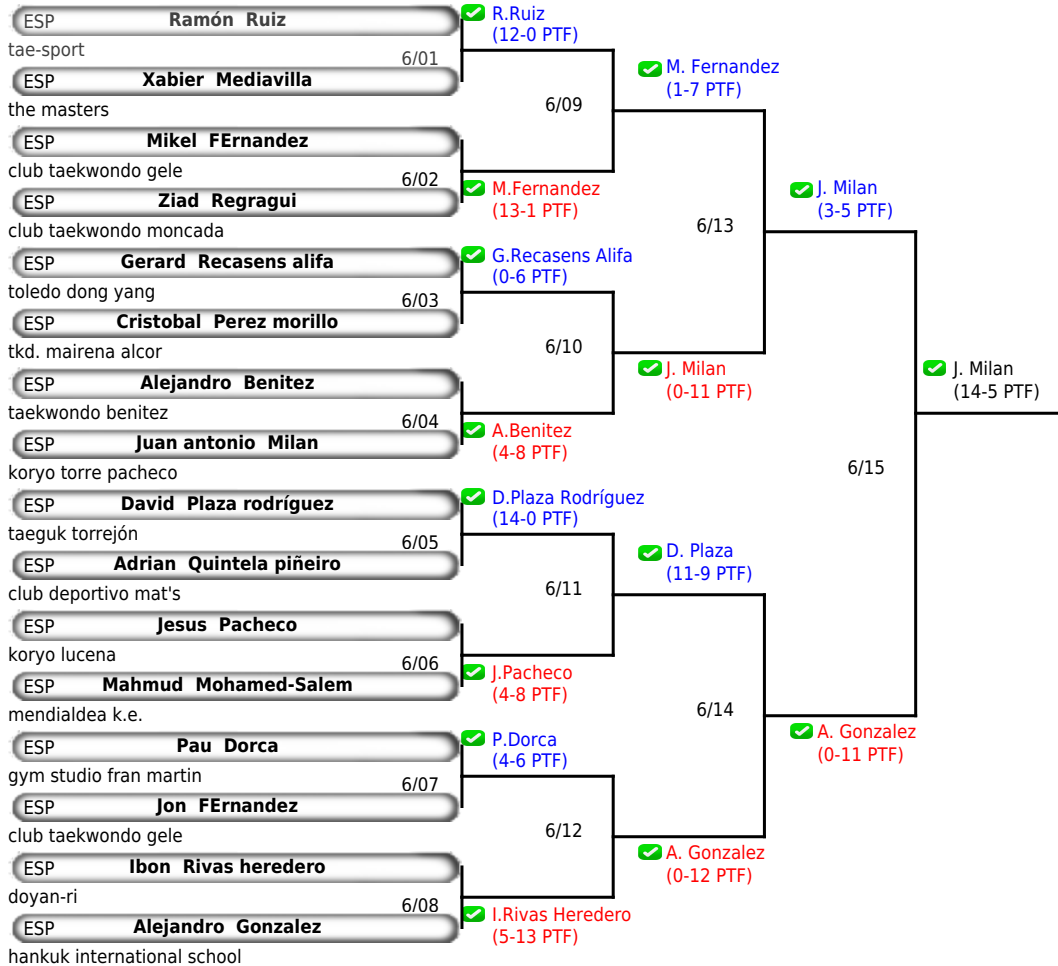 ESP Ramón Ruiz
tae-sport
6/01
ESP Xabier Mediavilla
the masters
ESP Mikel FErnandez
club taekwondo gele
6/02
ESP Ziad Regragui
club taekwondo moncada
ESP Gerard Recasens alifa
toledo dong yang
6/03
ESP Cristobal Perez morillo
tkd. mairena alcor
ESP Alejandro Benitez
taekwondo benitez
6/04
ESP Juan antonio Milan
koryo torre pacheco
ESP David Plaza rodríguez
taeguk torrejón
6/05
ESP Adrian Quintela piñeiro
club deportivo mat's
ESP Jesus Pacheco
koryo lucena
6/06
ESP Mahmud Mohamed-Salem
mendialdea k.e.
ESP Pau Dorca
gym studio fran martin
6/07
ESP Jon FErnandez
club taekwondo gele
ESP Ibon Rivas heredero
doyan-ri
6/08
ESP Alejandro Gonzalez
hankuk international school
R.Ruiz
(12-0 PTF)
6/09
M.Fernandez
(13-1 PTF)
G.Recasens Alifa
(0-6 PTF)
6/10
A.Benitez
(4-8 PTF)
D.Plaza Rodríguez
(14-0 PTF)
6/11
J.Pacheco
(4-8 PTF)
P.Dorca
(4-6 PTF)
6/12
I.Rivas Heredero
(5-13 PTF)
M. Fernandez
(1-7 PTF)
6/13
J. Milan
(0-11 PTF)
D. Plaza
(11-9 PTF)
6/14
A. Gonzalez
(0-12 PTF)
J. Milan
(3-5 PTF)
6/15
A. Gonzalez
(0-11 PTF)
J. Milan
(14-5 PTF)